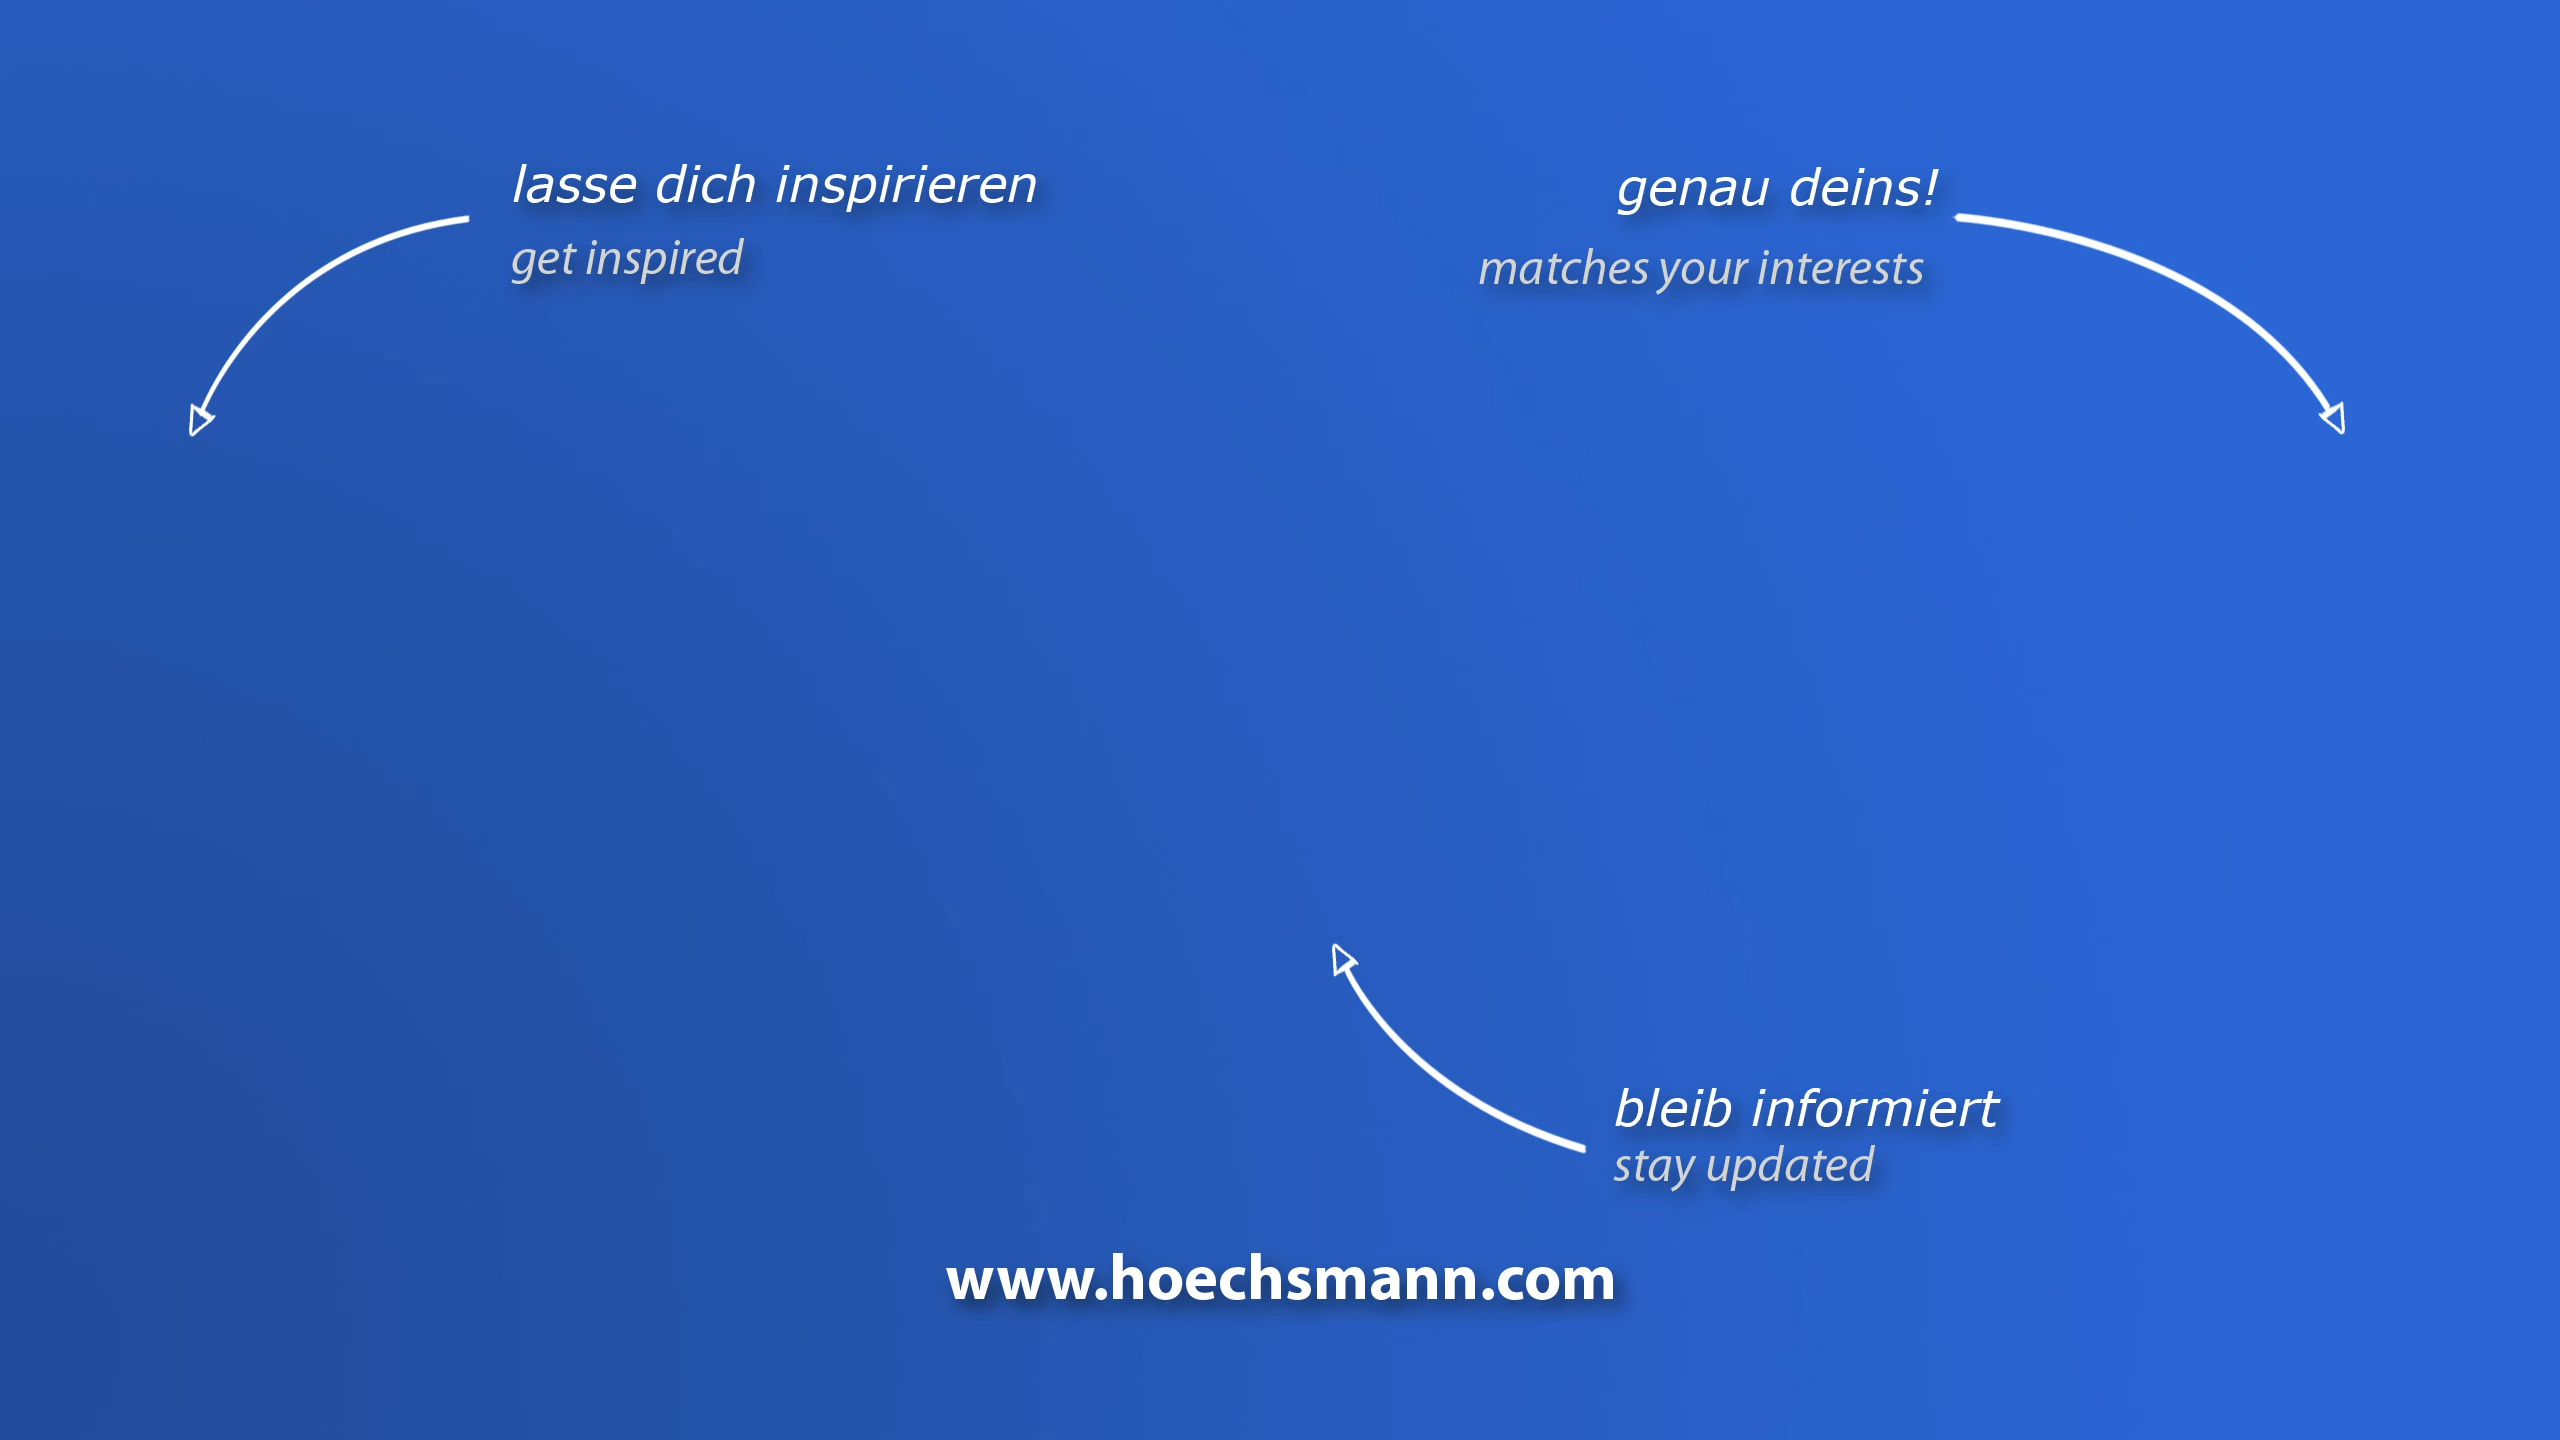 lasse dich inspirieren
get inspired
genau deins!
matches your interests
bleib informiert
stay updated
www.hoechsmann.com